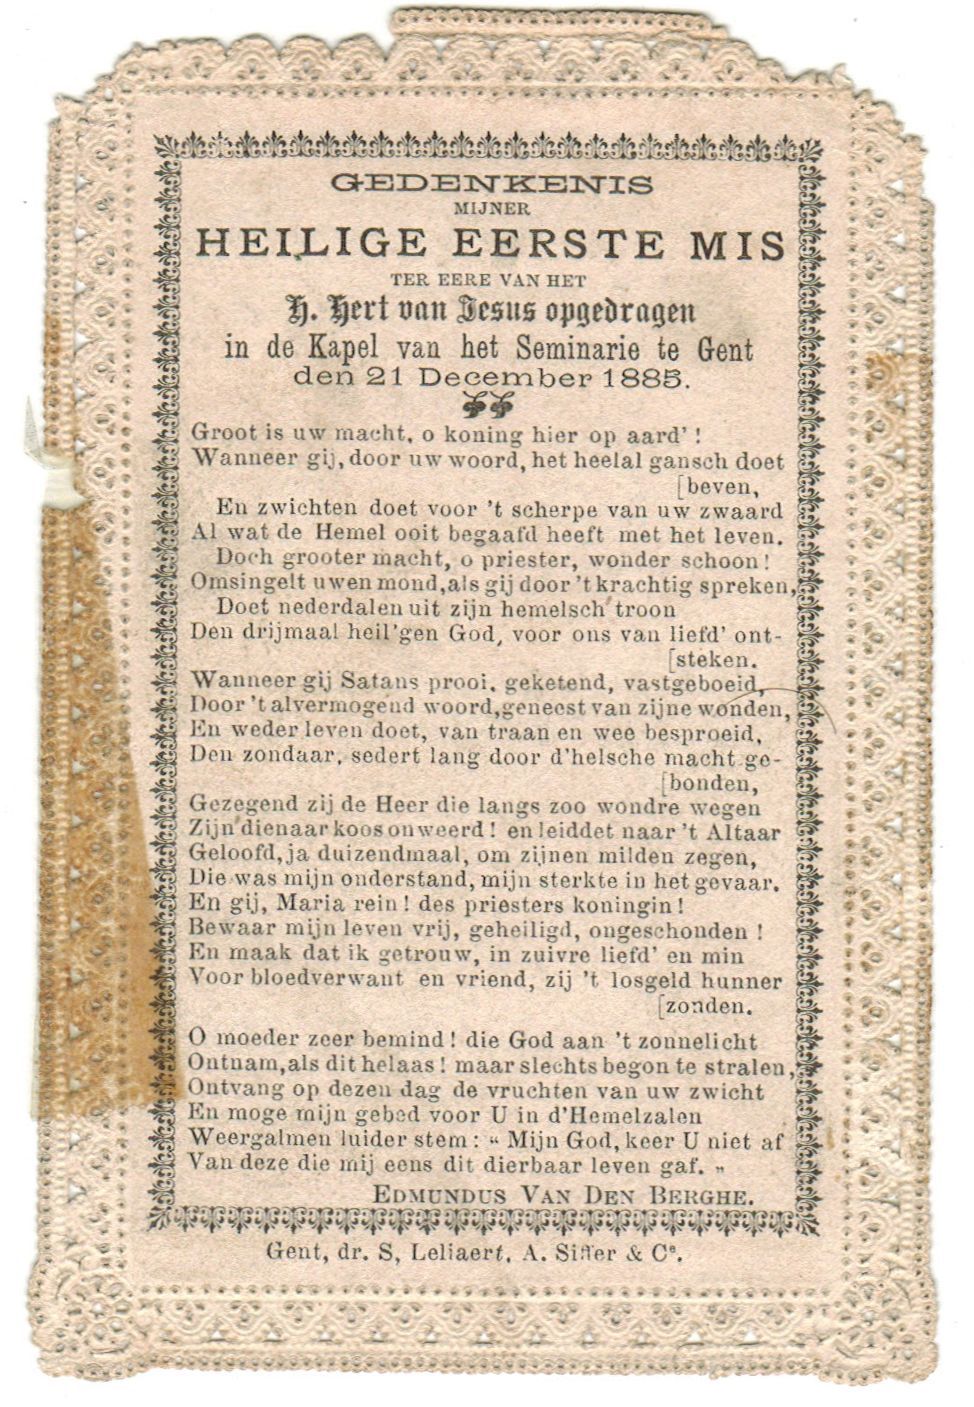 GEDENKENIS
MIJNER
HEILIGE EERSTE MIS
TER EERE VAN HET
H. Hert van Jesus opgedragen
in de Kapel van het Seminarie te Gent
den 21 December 1885.
Groot is uw macht, o koning hier op aard' !
Wanneer gij, door uw woord, het heelal gansch doet
[beven,
En zwichten doet voor 't scherpe van uw zwaard
Al wat de Hemel ooit begaafd heeft met het leven.
Doch grooter macht, o priester, wonder schoon !
Omsingelt uwen mond, als gij door 't krachtig spreken,
Doet nederdalen uit zijn hemelsch troon
Den drijmaal heil'gen God, voor ons van liefd' ont-
[steken.
Wanneer gij Satans prooi, geketend, vastgeboeid,
Door 't alvermogend woord, geneest van zijne wonden,
En weder leven doet, van traan en wee besproeid,
Den zondaar, sedert lang door d'helsche macht ge-
[bonden,
Gezegend zij de Heer die langs zoo wondre wegen
Zijn dienaar koos onweerd ! en leiddet naar 't Altaar
Geloofd, ja duizendmaal, om zijnen milden zegen,
Die was mijn onderstand, mijn sterkte in het gevaar.
En gij, Maria rein ! des priesters koningin !
Bewaar mijn leven vrij, geheiligd, ongeschonden !
En maak dat ik getrouw, in zuivre liefd' en min
Voor bloedverwant en vriend, zij 't losgeld hunner
[zonden.
O moeder zeer bemind ! die God aan 't zonnelicht
Ontnam, als dit helaas ! maar slechts begon te stralen,
Ontvang op dezen dag de vruchten van uw zwicht
En moge mijn gebed voor U in d'Hemelzalen
Weergalmen luider stem : “ Mijn God, keer U niet af
Van deze die mij eens dit dierbaar leven gaf. „
EDMUNDUS VAN DEN BERGHE.
Gent, dr. S, Leliaert, A. Siffer & Cᵉ.